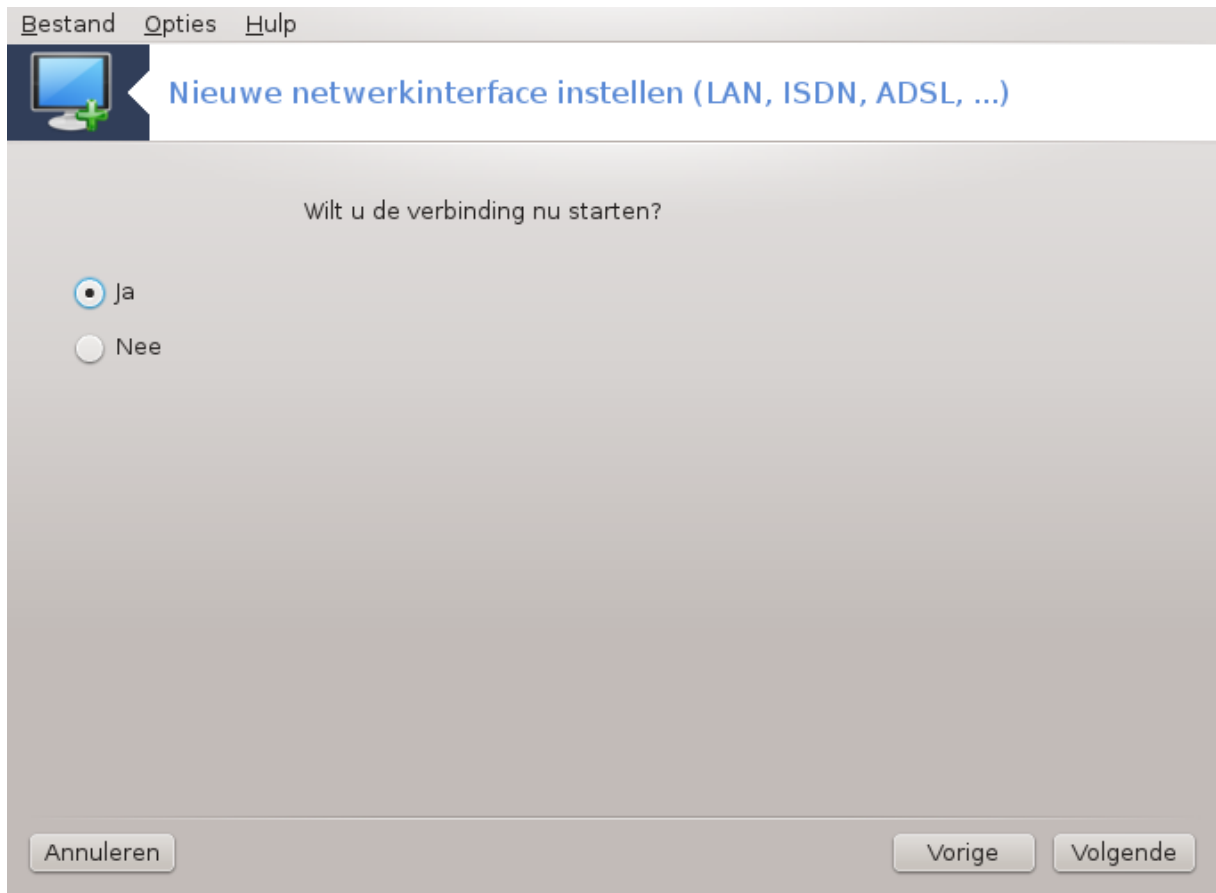 Bestand Opties Hulp
Nieuwe netwerkinterface instellen (LAN, ISDN, ADSL, ...)
Wilt u de verbinding nu starten?
Ja
Nee
Annuleren Vorige Volgende